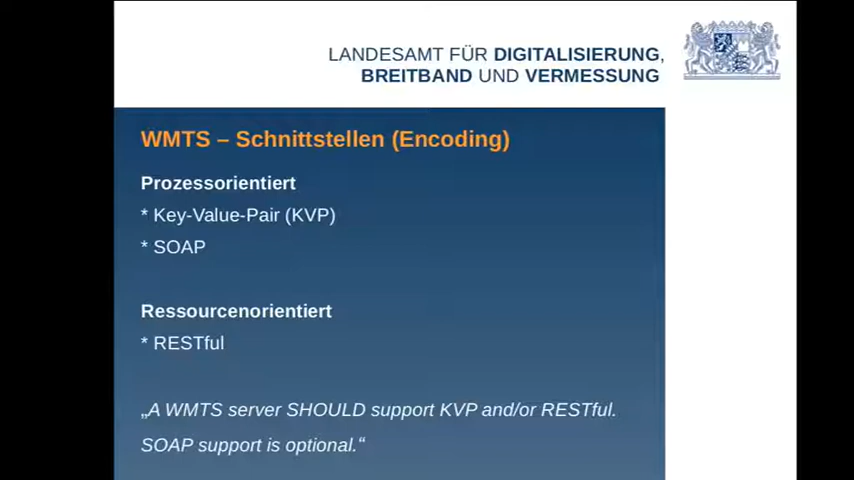 LANDESAMT FÜR DIGITALISIERUNG,
BREITBAND UND VERMESSUNG
WMTS – Schnittstellen (Encoding)
Prozessorientiert
* Key-Value-Pair (KVP)
* SOAP
Ressourcenorientiert
* RESTful
„A WMTS server SHOULD support KVP and/or RESTful.
SOAP support is optional.“